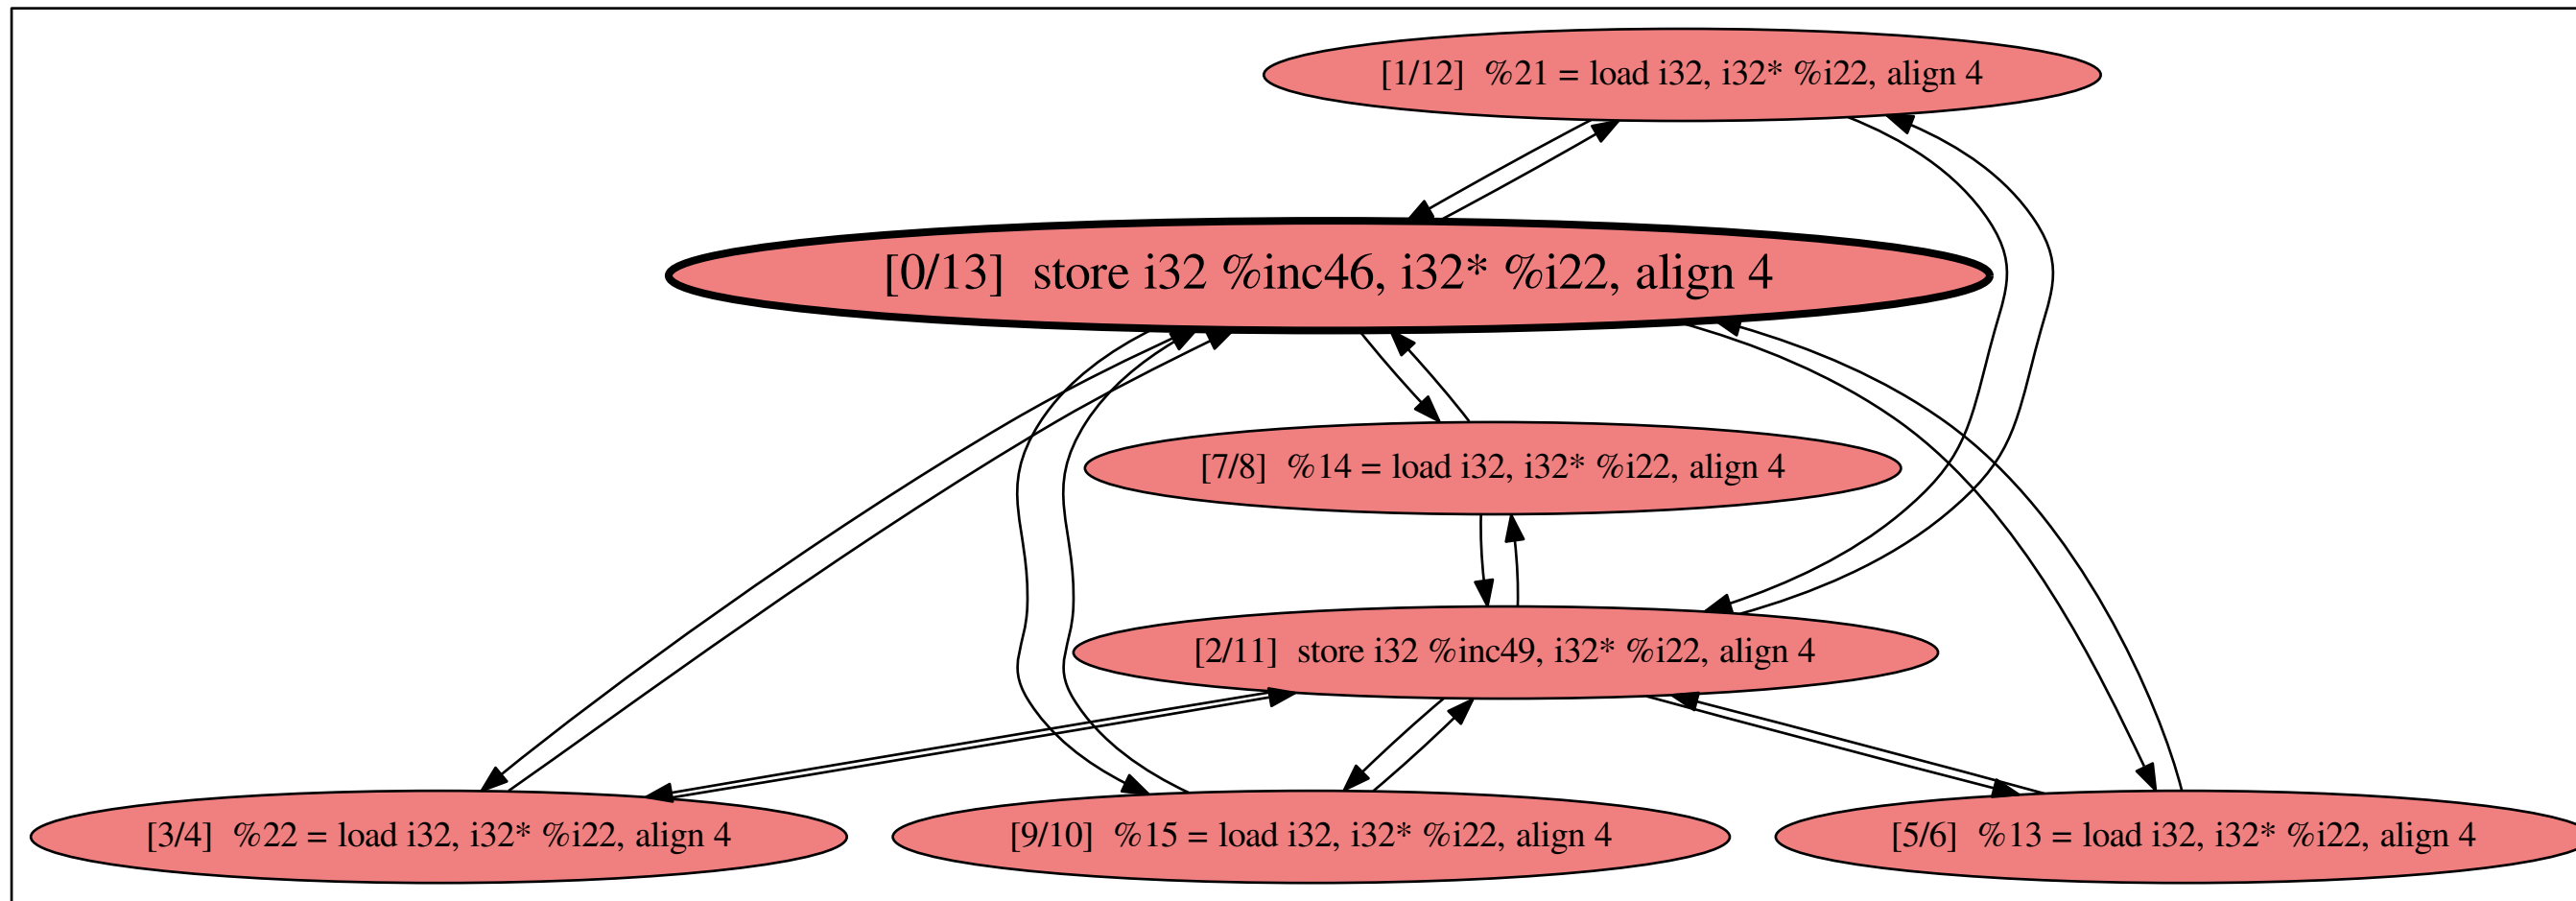 [1/12] %21 = load i32, i32* %i22, align 4
[0/13] store i32 %inc46, i32* %i22, align 4
[7/8] %14 = load i32, i32* %i22, align 4
[2/11] store i32 %inc49, i32* %i22, align 4
[3/4] %22 = load i32, i32* %i22, align 4
[9/10] %15 = load i32, i32* %i22, align 4
[5/6] %13 = load i32, i32* %i22, align 4